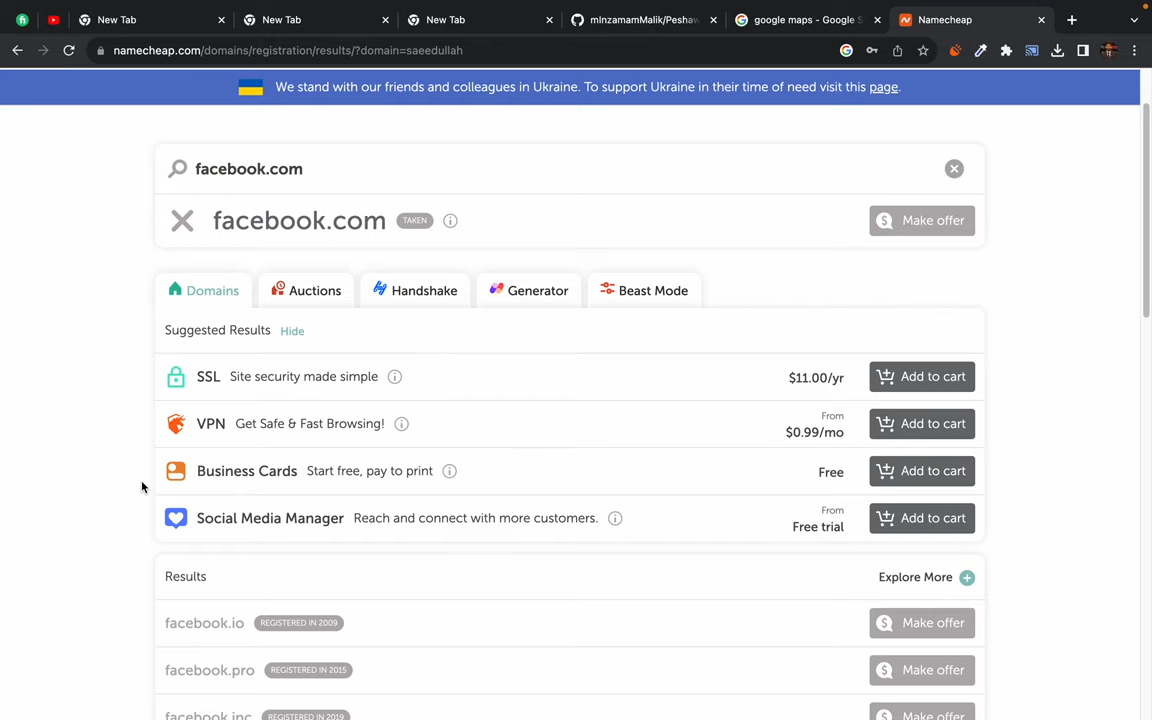 New Tab
New Tab
New Tab
mInzamamMalik/Peshaw
google maps - Google S
Namecheap
namecheap.com/domains/registration/results/?domain=saeedullah
We stand with our friends and colleagues in Ukraine. To support Ukraine in their time of need visit this page.
facebook.com
facebook.com TAKEN Make offer
Domains Auctions Handshake Generator Beast Mode
Suggested Results Hide
SSL Site security made simple $11.00/yr Add to cart
VPN Get Safe & Fast Browsing! From $0.99/mo Add to cart
Business Cards Start free, pay to print Free Add to cart
Social Media Manager Reach and connect with more customers. From Free trial Add to cart
Results Explore More
facebook.io REGISTERED IN 2009 Make offer
facebook.pro REGISTERED IN 2015 Make offer
facebook.inc REGISTERED IN 2019 Make offer